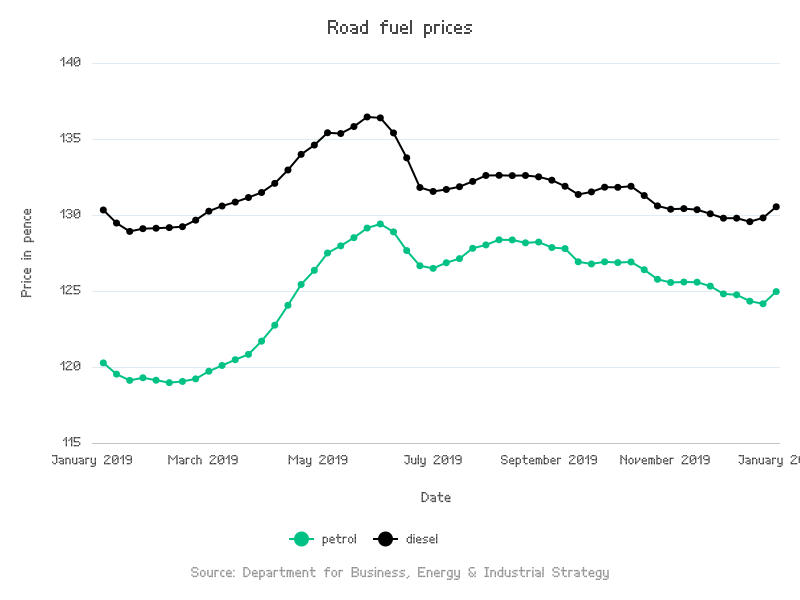 Road fuel prices
140
135
130
125
120
115
Price in pence
January 2019 March 2019 May 2019 July 2019 September 2019 November 2019 January
Date
petrol diesel
Source: Department for Business, Energy & Industrial Strategy